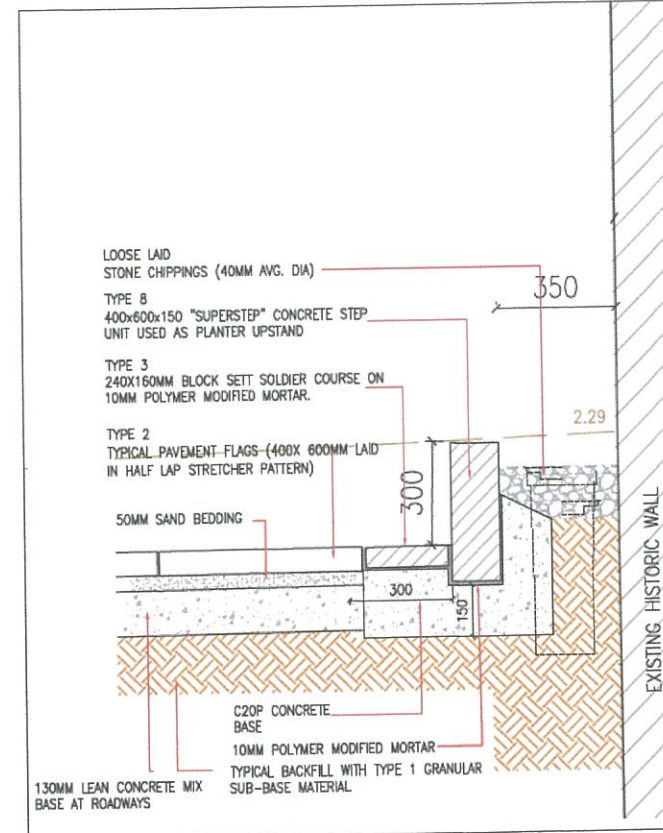 LOOSE LAID
STONE CHIPPINGS (40MM AVG. DIA)
350
TYPE 8
400x600x150 "SUPERSTEP" CONCRETE STEP
UNIT USED AS PLANTER UPSTAND
TYPE 3
240X160MM BLOCK SETT SOLDIER COURSE ON
10MM POLYMER MODIFIED MORTAR.
2.29
TYPE 2
TYPICAL PAVEMENT FLAGS (400X 600MM LAID
IN HALF LAP STRETCHER PATTERN)
300
50MM SAND BEDDING
300
150
EXISTING HISTORIC WALL
C20P CONCRETE
BASE
10MM POLYMER MODIFIED MORTAR
TYPICAL BACKFILL WITH TYPE 1 GRANULAR
SUB-BASE MATERIAL
130MM LEAN CONCRETE MIX
BASE AT ROADWAYS